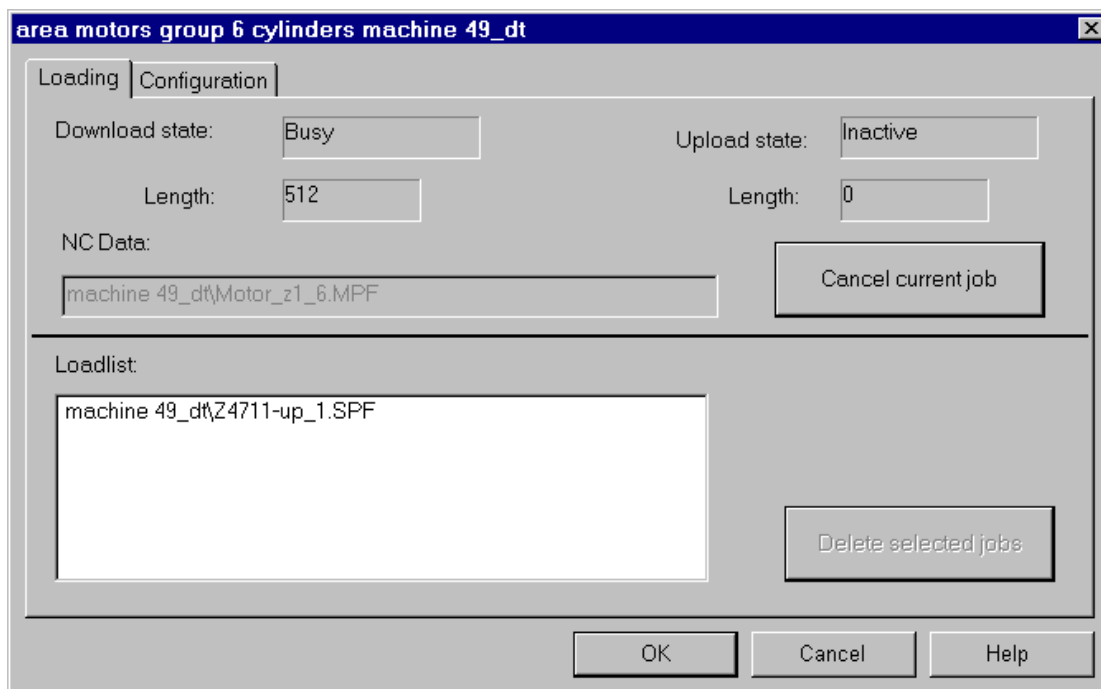 area motors group 6 cylinders machine 49_dt
Loading Configuration
Download state: Busy Upload state: Inactive
Length: 512 Length: 0
NC Data:
machine 49_dt\Motor_z1_6.MPF Cancel current job
Loadlist:
machine 49_dt\Z4711-up_1.SPF
Delete selected jobs
OK Cancel Help